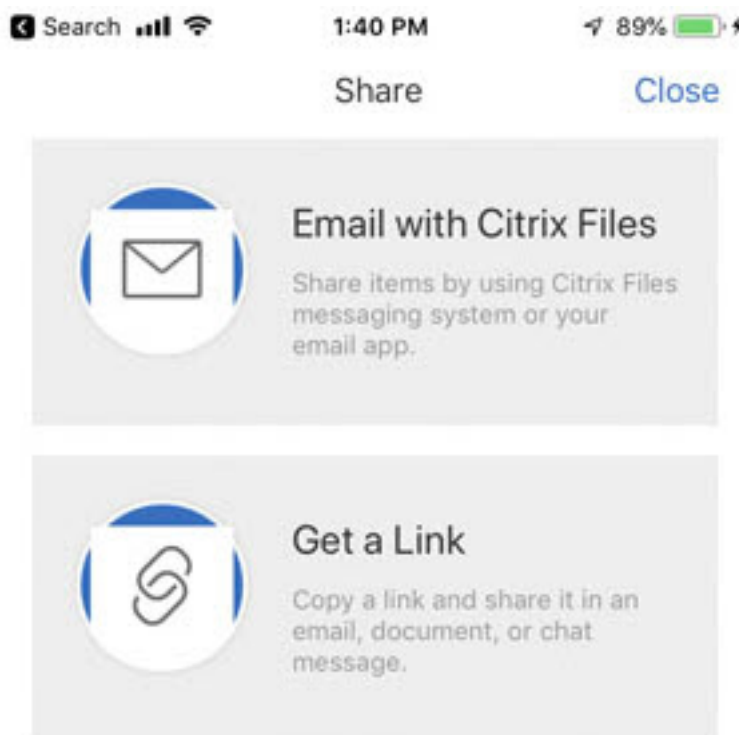 Search 1:40 PM 89%
Share Close
Email with Citrix Files
Share items by using Citrix Files
messaging system or your
email app.
Get a Link
Copy a link and share it in an
email, document, or chat
message.